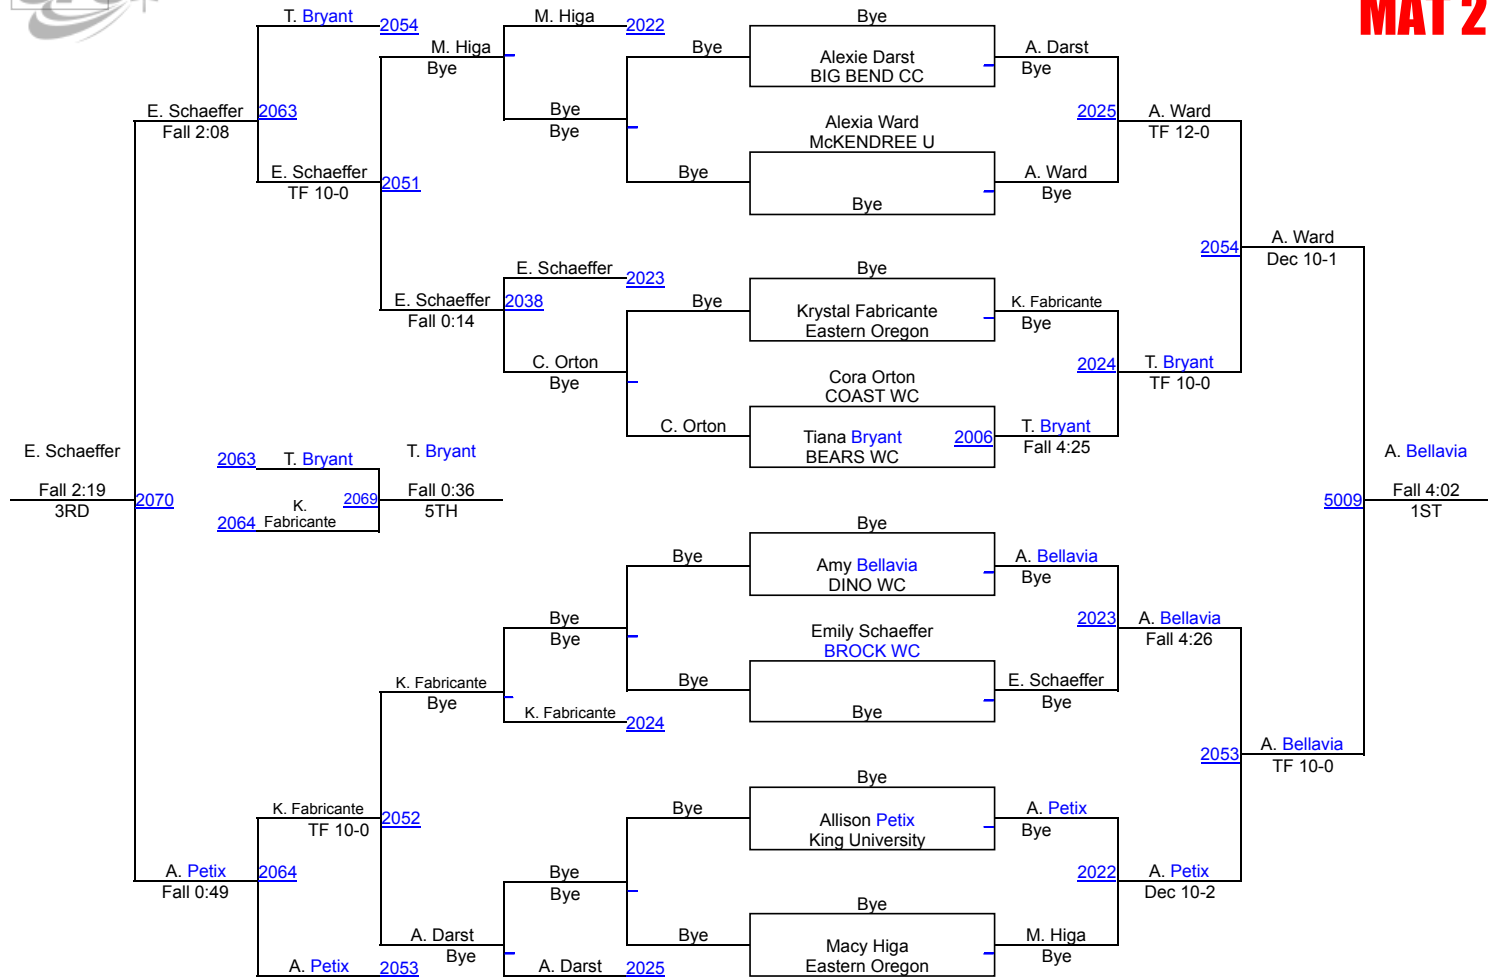 MAT 2
T. Bryant
2054
M. Higa
2022
Bye
M. Higa
Bye
Bye
Alexie Darst
BIG BEND CC
A. Darst
Bye
E. Schaeffer
2063
Fall 2:08
Bye
Bye
2025
A. Ward
TF 12-0
Alexia Ward
McKENDREE U
E. Schaeffer
2051
TF 10-0
Bye
A. Ward
Bye
Bye
2054
A. Ward
Dec 10-1
E. Schaeffer
2023
Bye
E. Schaeffer
2038
Fall 0:14
Bye
Krystal Fabricante
Eastern Oregon
K. Fabricante
Bye
C. Orton
Bye
2024
T. Bryant
TF 10-0
Cora Orton
COAST WC
C. Orton
Tiana Bryant
2006
BEARS WC
T. Bryant
Fall 4:25
E. Schaeffer
Fall 2:19
3RD
2070
2063
T. Bryant
T. Bryant
2064
K.
Fabricante
2069
Fall 0:36
5TH
A. Bellavia
5009
Fall 4:02
1ST
Bye
Bye
Amy Bellavia
DINO WC
A. Bellavia
Bye
Bye
Bye
2023
A. Bellavia
Fall 4:26
Emily Schaeffer
BROCK WC
K. Fabricante
Bye
Bye
E. Schaeffer
Bye
K. Fabricante
2024
Bye
2053
A. Bellavia
TF 10-0
Bye
K. Fabricante
2052
TF 10-0
Bye
Allison Petix
King University
A. Petix
Bye
A. Petix
2064
Fall 0:49
Bye
Bye
2022
A. Petix
Dec 10-2
Bye
A. Darst
Bye
Bye
Macy Higa
Eastern Oregon
M. Higa
Bye
A. Petix
2053
A. Darst
2025